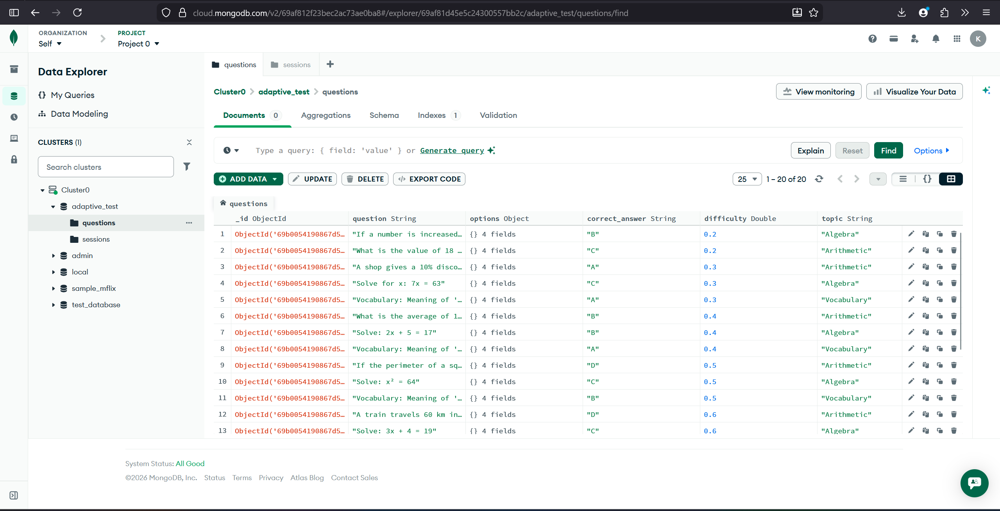 cloud.mongodb.com/v2/69af812f23bec2ac73ae0ba8#/explorer/69af81d45e5c24300557bb2c/adaptive_test/questions/find
ORGANIZATION
Self
PROJECT
Project 0
K
Data Explorer
{} My Queries
Data Modeling
CLUSTERS (1)
Search clusters
Cluster0
adaptive_test
questions
sessions
admin
local
sample_mflix
test_database
questions
sessions
Cluster0 > adaptive_test > questions
View monitoring
Visualize Your Data
Documents 0
Aggregations
Schema
Indexes 1
Validation
Type a query: { field: 'value' } or Generate query
Explain
Reset
Find
Options
ADD DATA
UPDATE
DELETE
EXPORT CODE
25
1 – 20 of 20
questions
_id ObjectId question String options Object correct_answer String difficulty Double topic String
1 ObjectId('69b0054190867d5… "If a number is increased… {} 4 fields "B" 0.2 "Algebra"
2 ObjectId('69b0054190867d5… "What is the value of 18 … {} 4 fields "C" 0.2 "Arithmetic"
3 ObjectId('69b0054190867d5… "A shop gives a 10% disco… {} 4 fields "A" 0.3 "Arithmetic"
4 ObjectId('69b0054190867d5… "Solve for x: 7x = 63" {} 4 fields "C" 0.3 "Algebra"
5 ObjectId('69b0054190867d5… "Vocabulary: Meaning of '… {} 4 fields "A" 0.3 "Vocabulary"
6 ObjectId('69b0054190867d5… "What is the average of 1… {} 4 fields "B" 0.4 "Arithmetic"
7 ObjectId('69b0054190867d5… "Solve: 2x + 5 = 17" {} 4 fields "B" 0.4 "Algebra"
8 ObjectId('69b0054190867d5… "Vocabulary: Meaning of '… {} 4 fields "A" 0.4 "Vocabulary"
9 ObjectId('69b0054190867d5… "If the perimeter of a sq… {} 4 fields "D" 0.5 "Arithmetic"
10 ObjectId('69b0054190867d5… "Solve: x² = 64" {} 4 fields "C" 0.5 "Algebra"
11 ObjectId('69b0054190867d5… "Vocabulary: Meaning of '… {} 4 fields "B" 0.5 "Vocabulary"
12 ObjectId('69b0054190867d5… "A train travels 60 km in… {} 4 fields "D" 0.6 "Arithmetic"
13 ObjectId('69b0054190867d5… "Solve: 3x + 4 = 19" {} 4 fields "C" 0.6 "Algebra"
System Status: All Good
©2026 MongoDB, Inc. Status Terms Privacy Atlas Blog Contact Sales